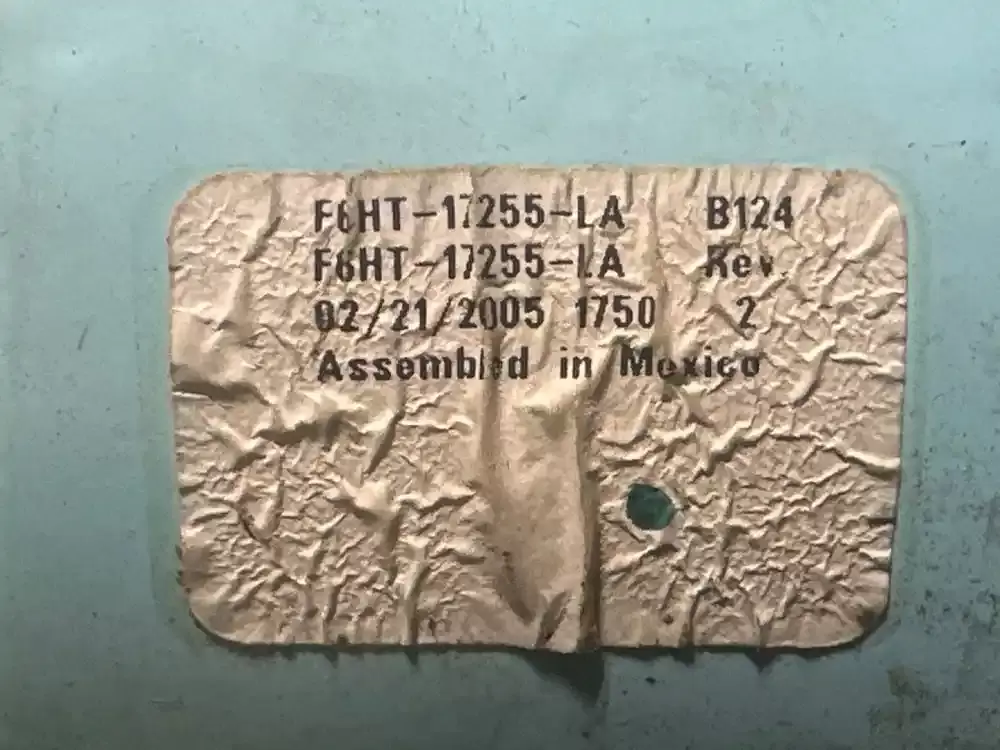 F6HT-17255-LA B124
F6HT-17255-LA Rev.
02/21/2005 1750 2
Assembled in Mexico